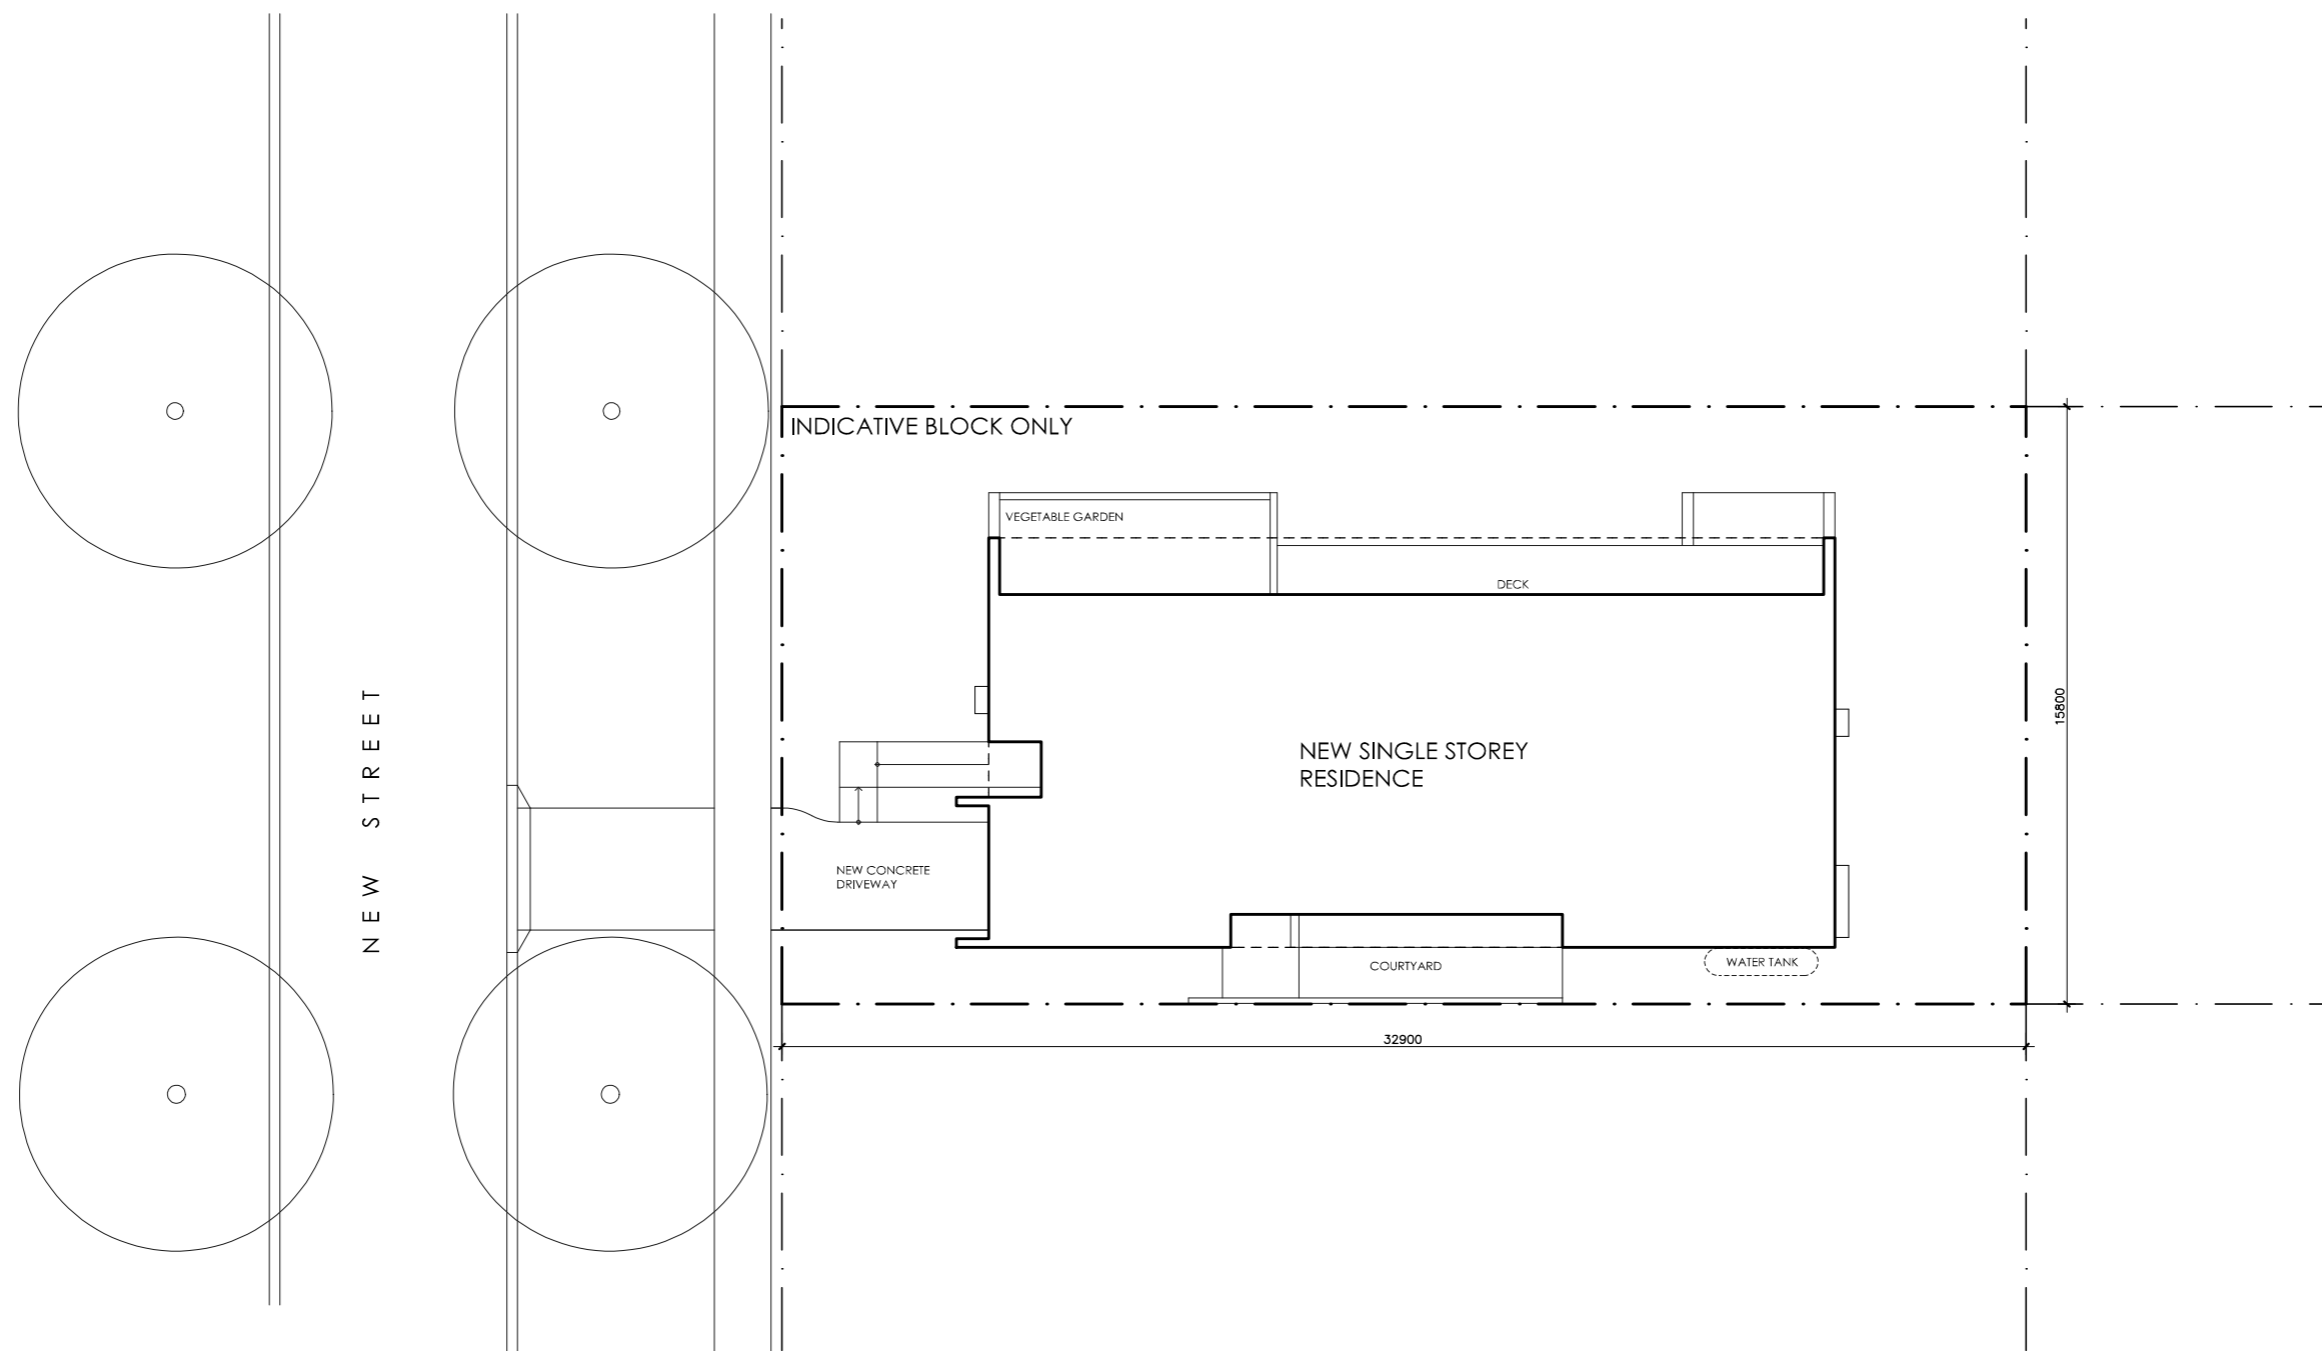 INDICATIVE BLOCK ONLY
VEGETABLE GARDEN
DECK
NEW STREET
NEW SINGLE STOREY
RESIDENCE
15800
NEW CONCRETE
DRIVEWAY
COURTYARD
WATER TANK
32900